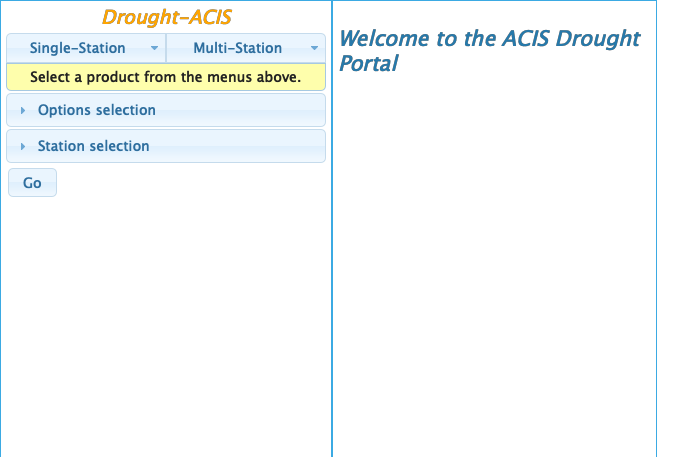 Drought-ACIS
Single-Station
Multi-Station
Select a product from the menus above.
Options selection
Station selection
Go
Welcome to the ACIS Drought
Portal